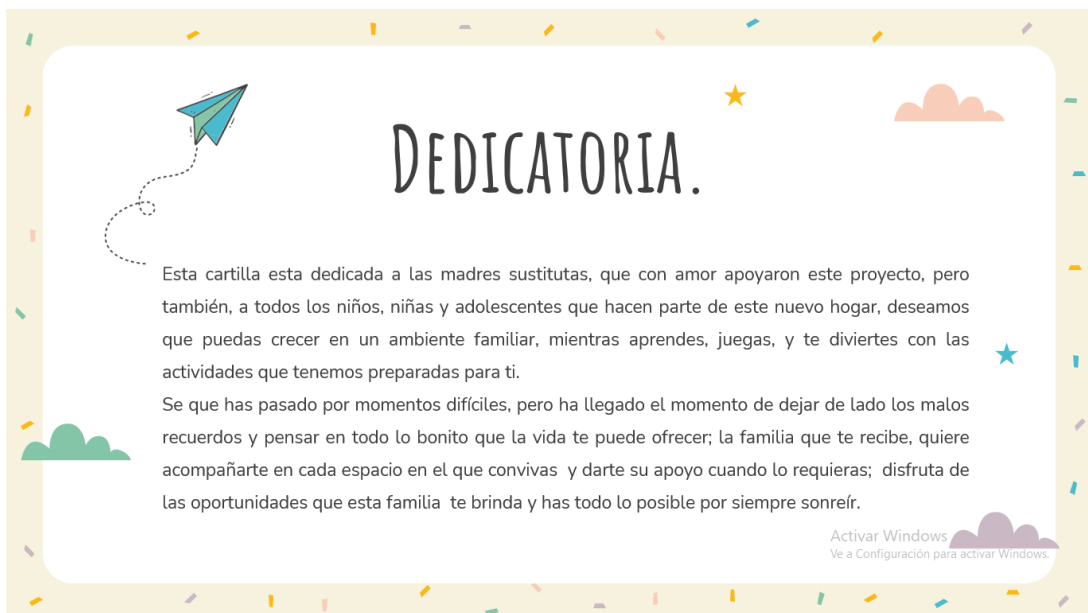 DEDICATORIA.
Esta cartilla esta dedicada a las madres sustitutas, que con amor apoyaron este proyecto, pero
también, a todos los niños, niñas y adolescentes que hacen parte de este nuevo hogar, deseamos
que puedas crecer en un ambiente familiar, mientras aprendes, juegas, y te diviertes con las
actividades que tenemos preparadas para ti.
Se que has pasado por momentos difíciles, pero ha llegado el momento de dejar de lado los malos
recuerdos y pensar en todo lo bonito que la vida te puede ofrecer; la familia que te recibe, quiere
acompañarte en cada espacio en el que convivas y darte su apoyo cuando lo requieras; disfruta de
las oportunidades que esta familia te brinda y has todo lo posible por siempre sonreír.
Activar Windows
Ve a Configuración para activar Windows.